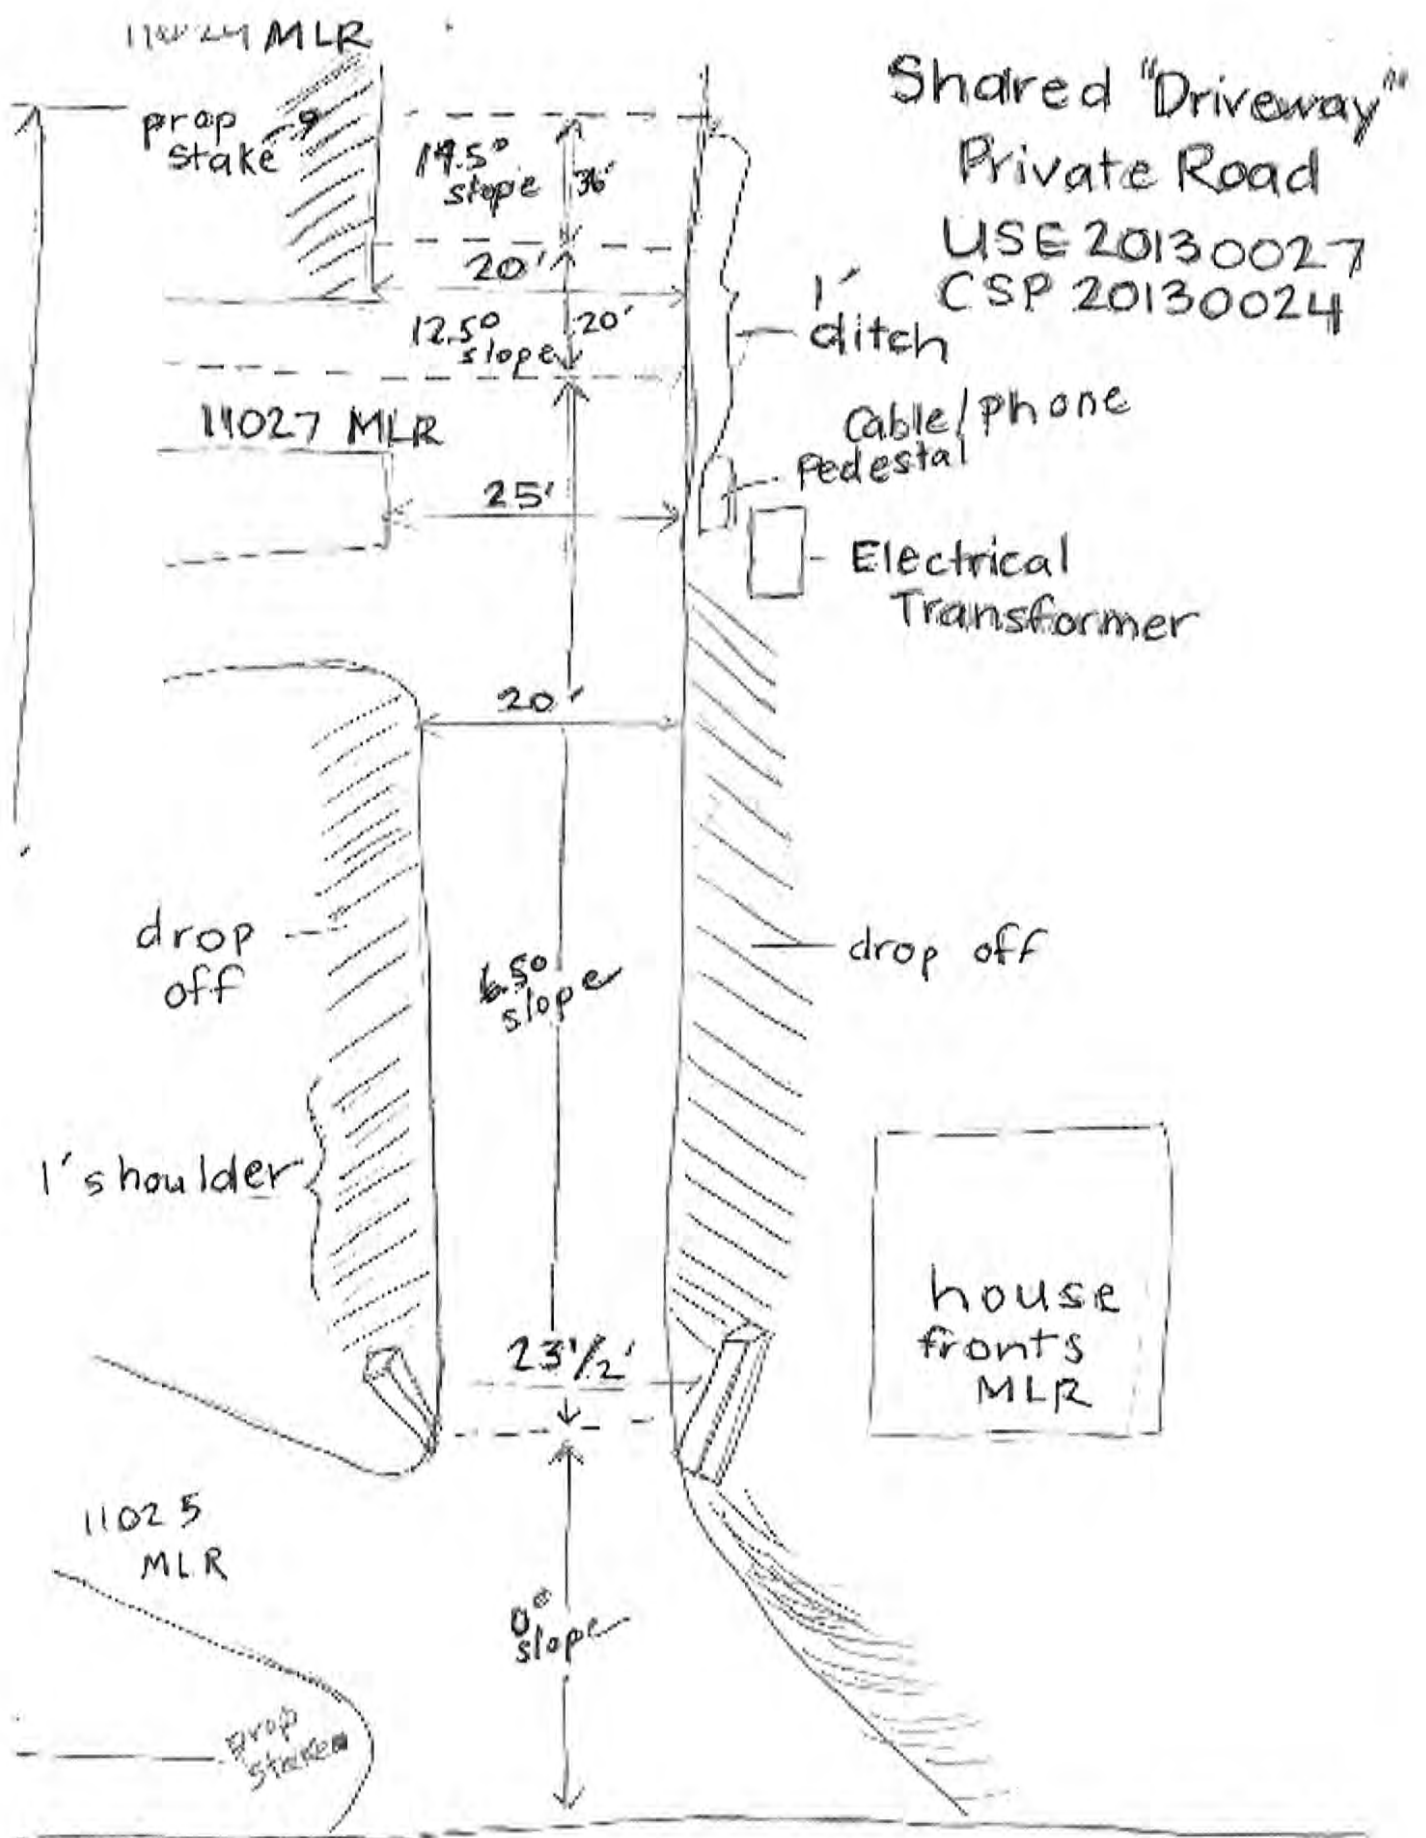 MLR
Shared "Driveway"
Private Road
USE 20130027
CSP 20130024
prop
stake
slope
36'
20'
12.5°
slope
20'
1'
ditch
11027 MLR
Cable/phone
Pedestal
25'
Electrical
Transformer
20'
drop
off
6.5°
slope
drop off
1' shoulder
23'1/2'
house
fronts
MLR
11025
MLR
0°
slope
prop
stake